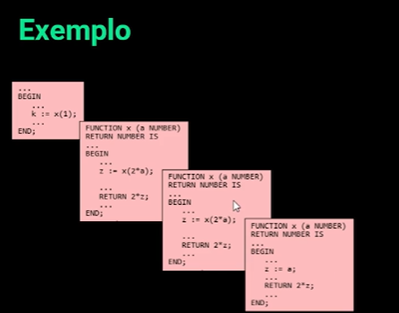 Exemplo
...
BEGIN
...
k := x(1);
...
END;
FUNCTION x (a NUMBER)
RETURN NUMBER IS
...
BEGIN
...
z := x(2*a);
...
RETURN 2*z;
...
END;
FUNCTION x (a NUMBER)
RETURN NUMBER IS
...
BEGIN
...
z := x(2*a);
...
RETURN 2*z;
...
END;
FUNCTION x (a NUMBER)
RETURN NUMBER IS
...
BEGIN
...
z := a;
...
RETURN 2*z;
...
END;